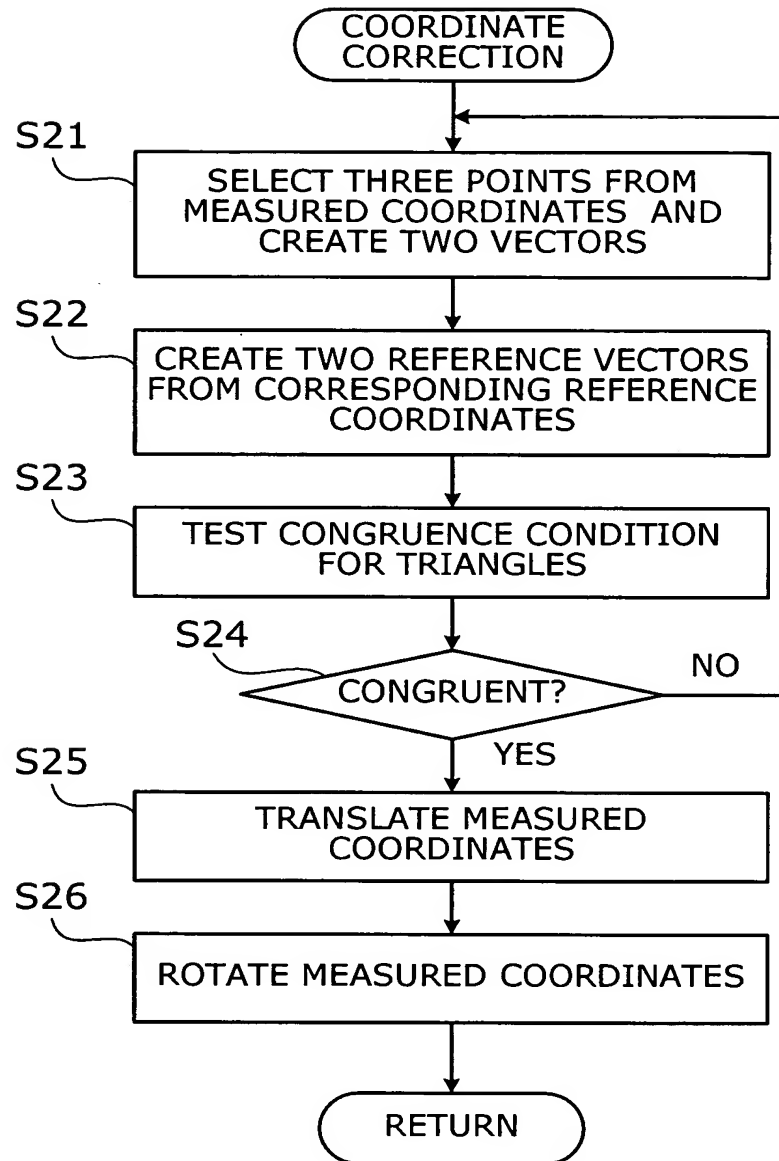 COORDINATE
CORRECTION
S21
SELECT THREE POINTS FROM
MEASURED COORDINATES AND
CREATE TWO VECTORS
S22
CREATE TWO REFERENCE VECTORS
FROM CORRESPONDING REFERENCE
COORDINATES
S23
TEST CONGRUENCE CONDITION
FOR TRIANGLES
S24
CONGRUENT?
NO
YES
S25
TRANSLATE MEASURED
COORDINATES
S26
ROTATE MEASURED COORDINATES
RETURN